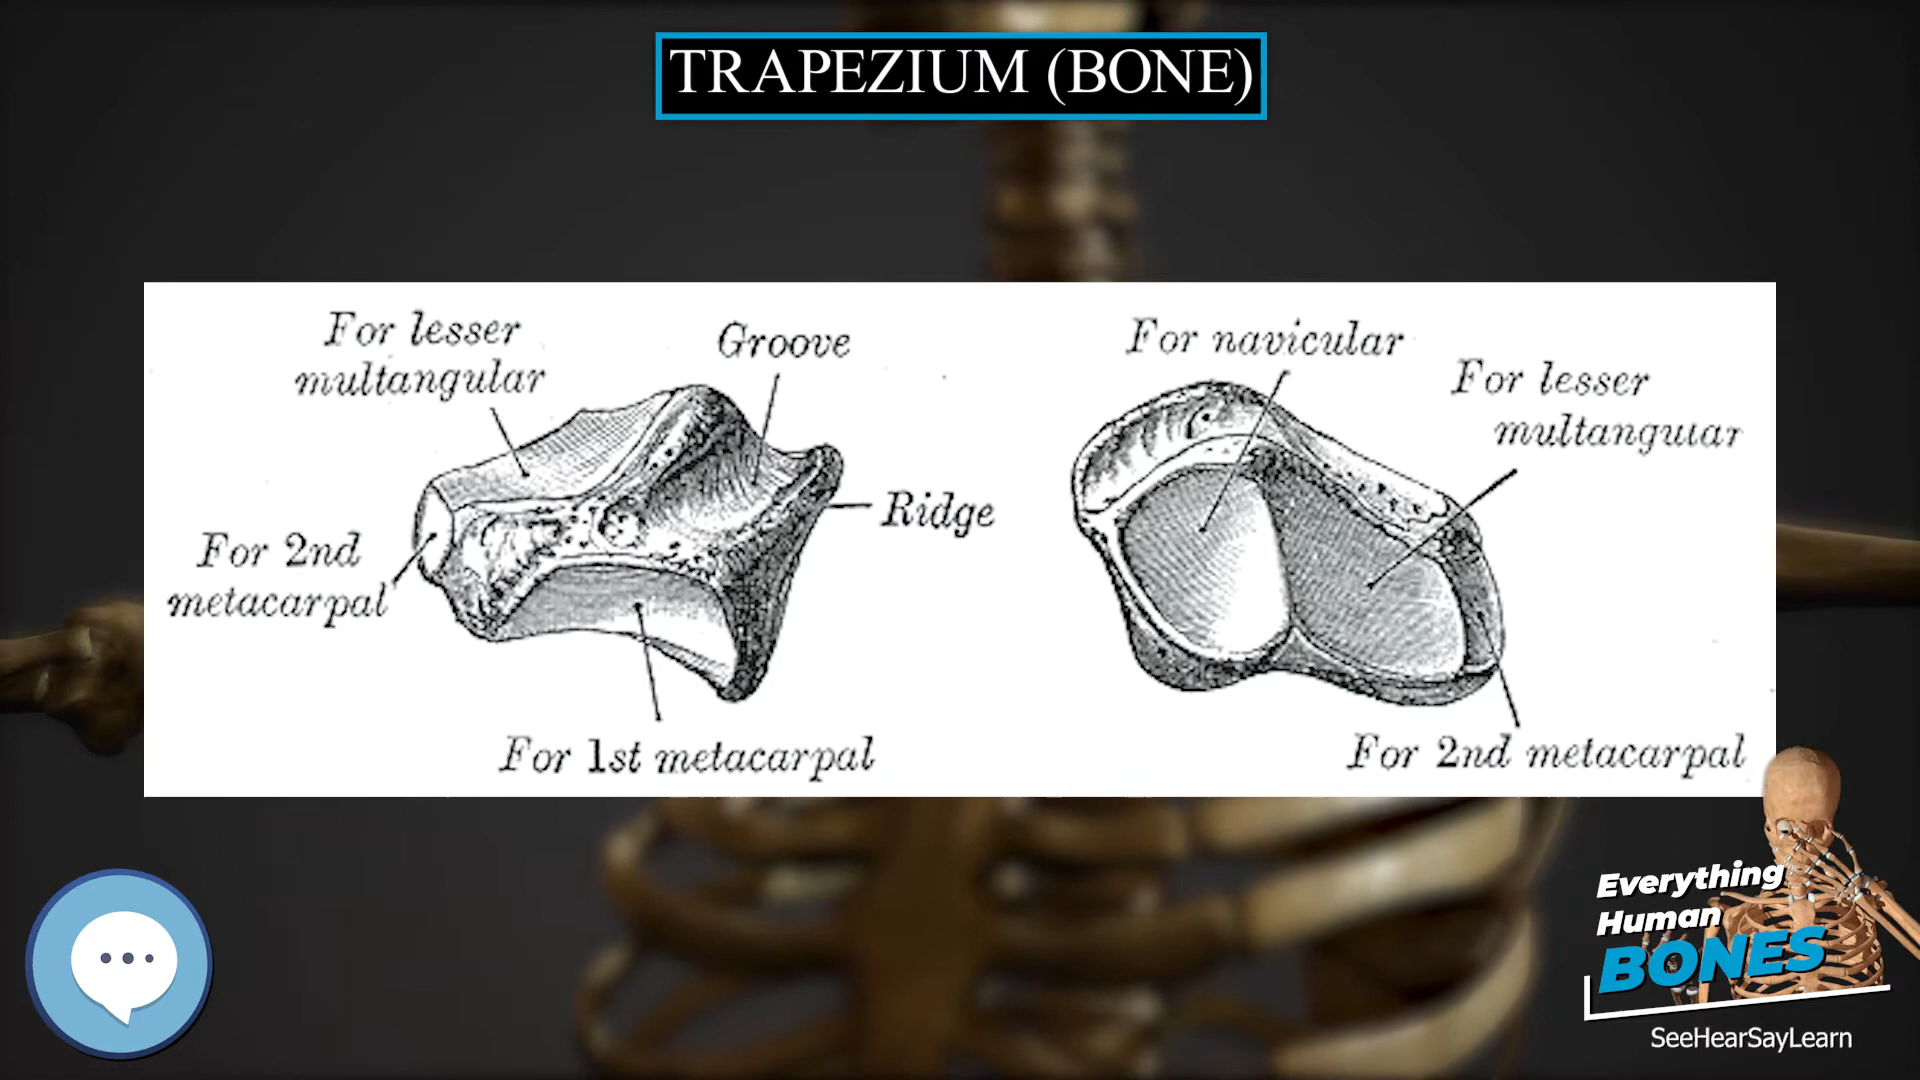 TRAPEZIUM (BONE)
For lesser
multangular
Groove
For 2nd
metacarpal
Ridge
For 1st metacarpal
For navicular
For lesser
multangular
For 2nd metacarpal
Everything
Human
BONES
SeeHearSayLearn